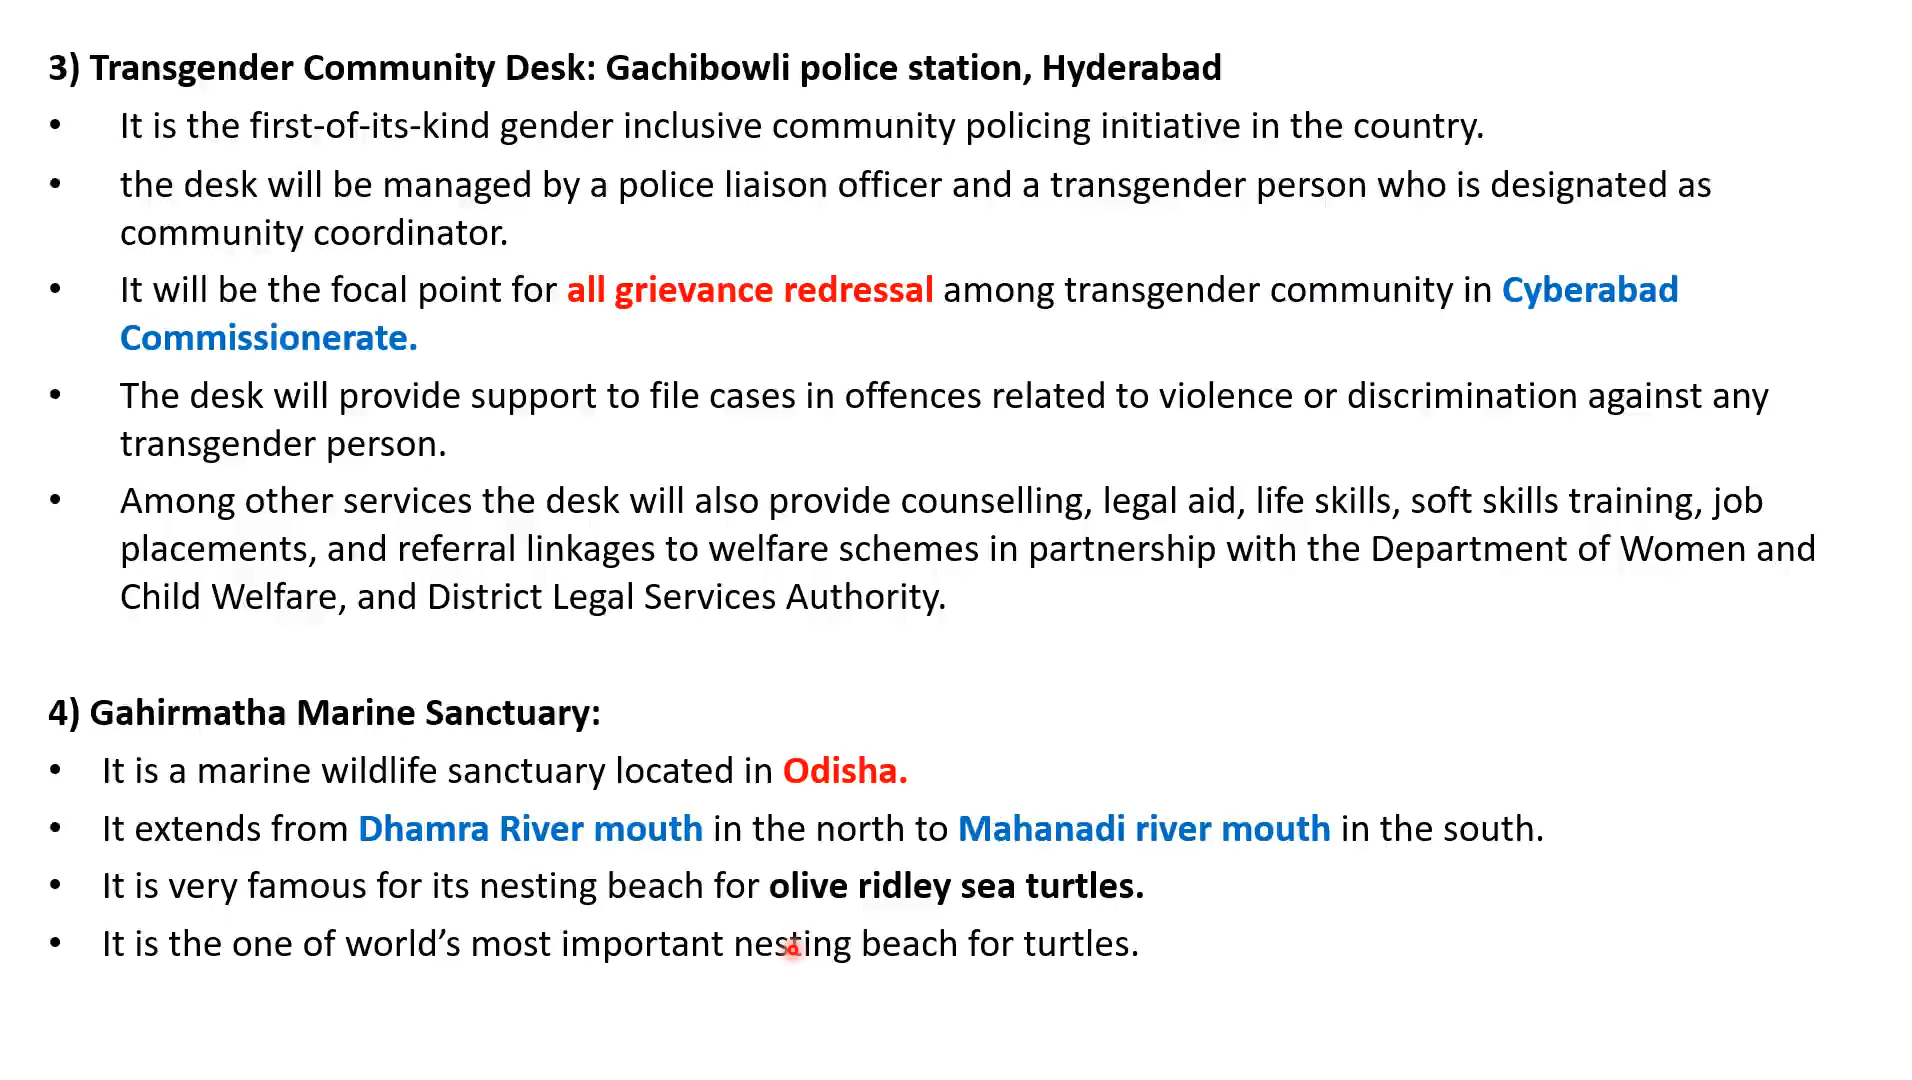 3) Transgender Community Desk: Gachibowli police station, Hyderabad
• It is the first-of-its-kind gender inclusive community policing initiative in the country.
• the desk will be managed by a police liaison officer and a transgender person who is designated as
community coordinator.
• It will be the focal point for all grievance redressal among transgender community in Cyberabad
Commissionerate.
• The desk will provide support to file cases in offences related to violence or discrimination against any
transgender person.
• Among other services the desk will also provide counselling, legal aid, life skills, soft skills training, job
placements, and referral linkages to welfare schemes in partnership with the Department of Women and
Child Welfare, and District Legal Services Authority.
4) Gahirmatha Marine Sanctuary:
• It is a marine wildlife sanctuary located in Odisha.
• It extends from Dhamra River mouth in the north to Mahanadi river mouth in the south.
• It is very famous for its nesting beach for olive ridley sea turtles.
• It is the one of world’s most important nesting beach for turtles.